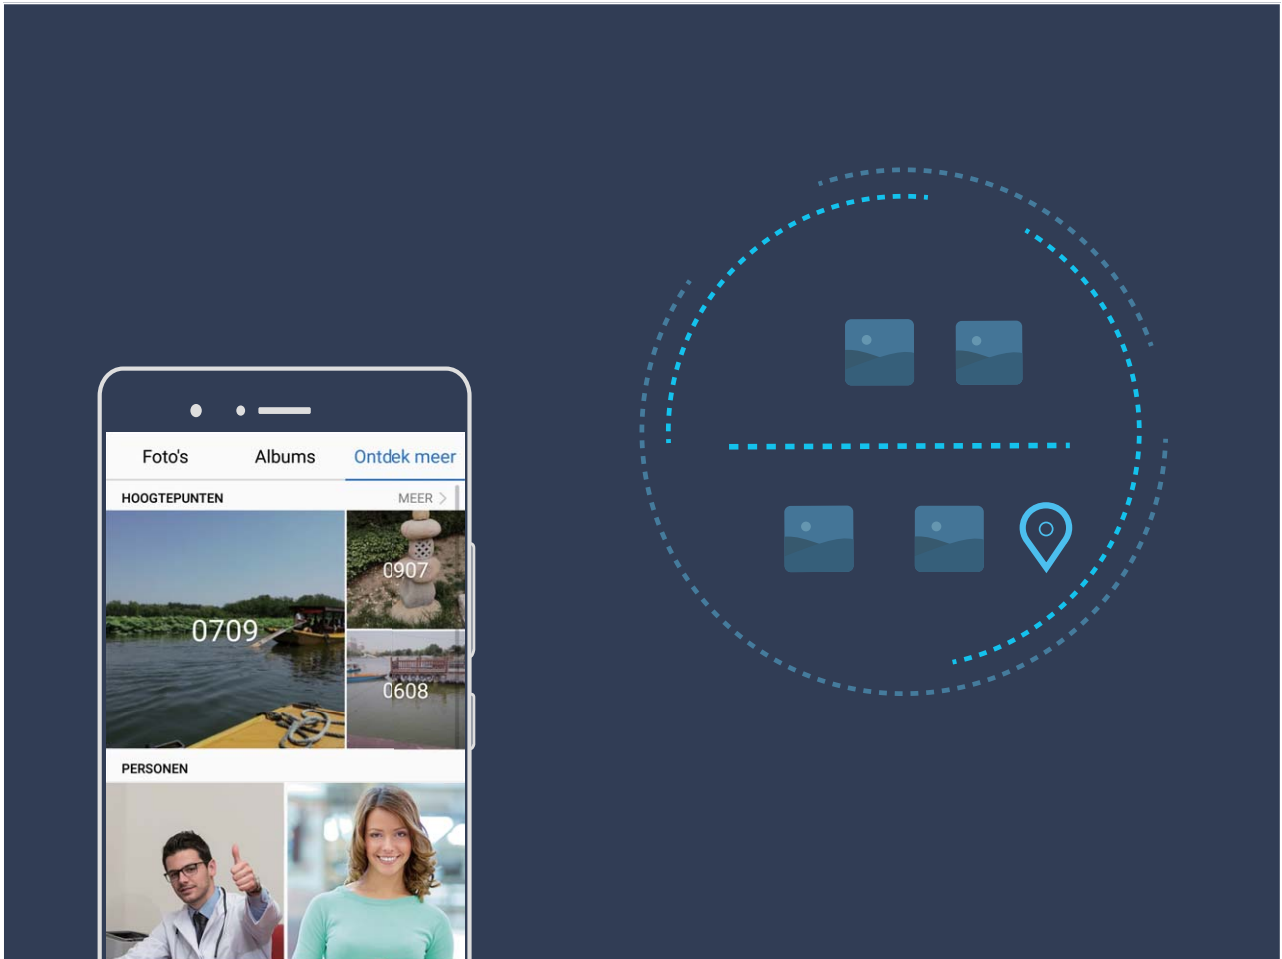 Foto's Albums Ontdek meer
HOOGTEPUNTEN MEER
0709
0907
0608
PERSONEN